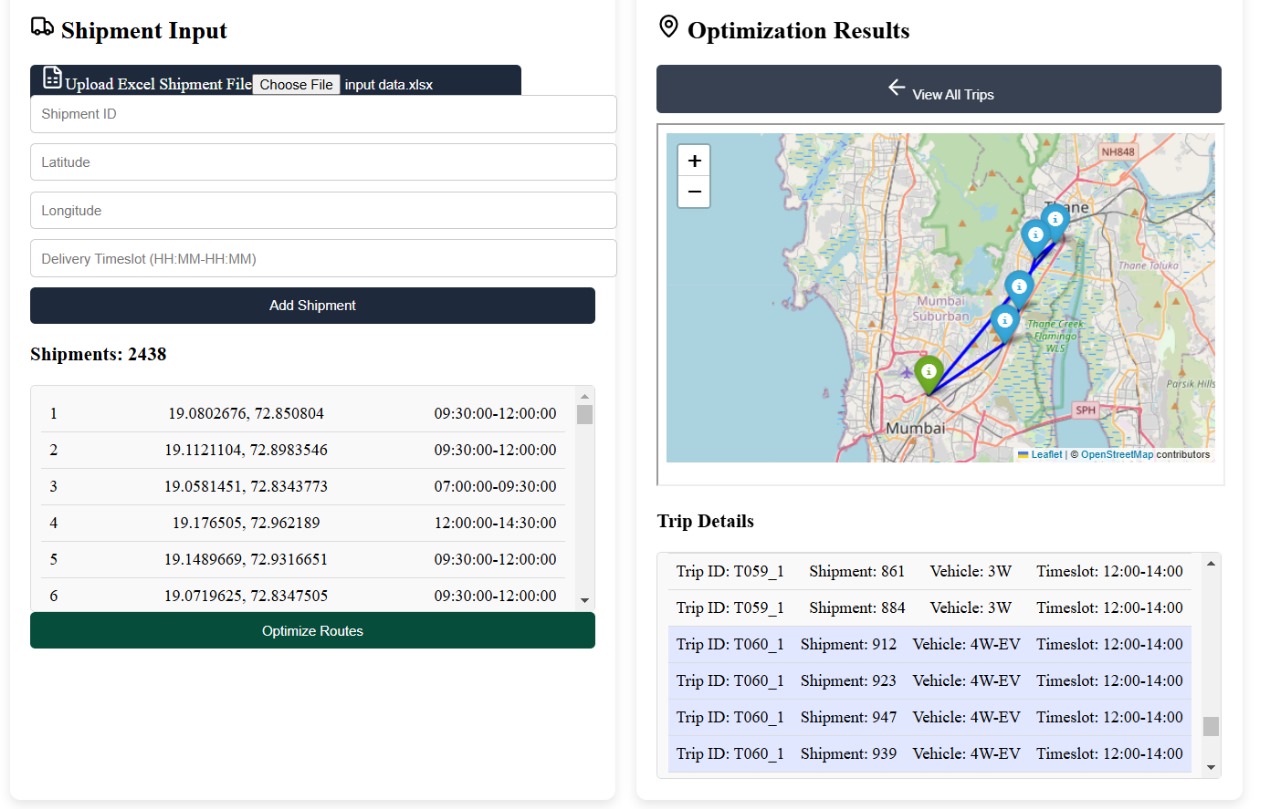 Shipment Input
Upload Excel Shipment File Choose File input data.xlsx
Shipment ID
Latitude
Longitude
Delivery Timeslot (HH:MM-HH:MM)
Add Shipment
Shipments: 2438
1 19.0802676, 72.850804 09:30:00-12:00:00
2 19.1121104, 72.8983546 09:30:00-12:00:00
3 19.0581451, 72.8343773 07:00:00-09:30:00
4 19.176505, 72.962189 12:00:00-14:30:00
5 19.1489669, 72.9316651 09:30:00-12:00:00
6 19.0719625, 72.8347505 09:30:00-12:00:00
Optimize Routes
Optimization Results
View All Trips
+
−
NH848
Thane
Thane Taluka
Mumbai
Suburban
Thane Creek
Flamingo
WLS
Parsik Hills
SPH
Mumbai
Leaflet | © OpenStreetMap contributors
Trip Details
Trip ID: T059_1 Shipment: 861 Vehicle: 3W Timeslot: 12:00-14:00
Trip ID: T059_1 Shipment: 884 Vehicle: 3W Timeslot: 12:00-14:00
Trip ID: T060_1 Shipment: 912 Vehicle: 4W-EV Timeslot: 12:00-14:00
Trip ID: T060_1 Shipment: 923 Vehicle: 4W-EV Timeslot: 12:00-14:00
Trip ID: T060_1 Shipment: 947 Vehicle: 4W-EV Timeslot: 12:00-14:00
Trip ID: T060_1 Shipment: 939 Vehicle: 4W-EV Timeslot: 12:00-14:00